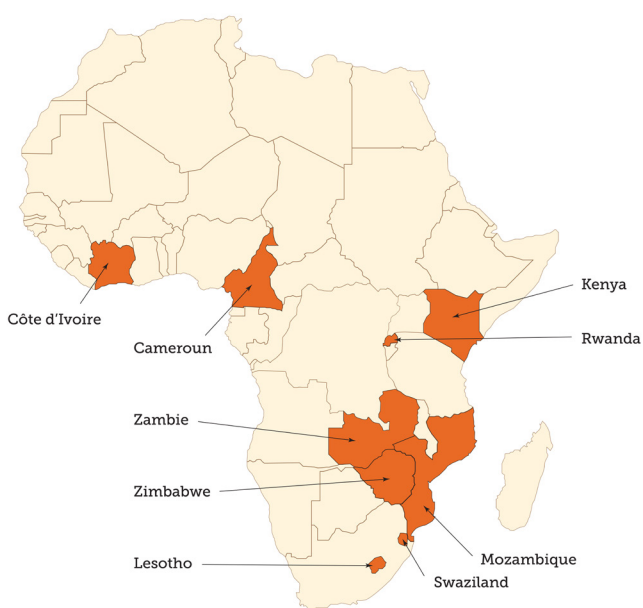 Côte d'Ivoire
Cameroun
Kenya
Rwanda
Zambie
Zimbabwe
Lesotho
Mozambique
Swaziland